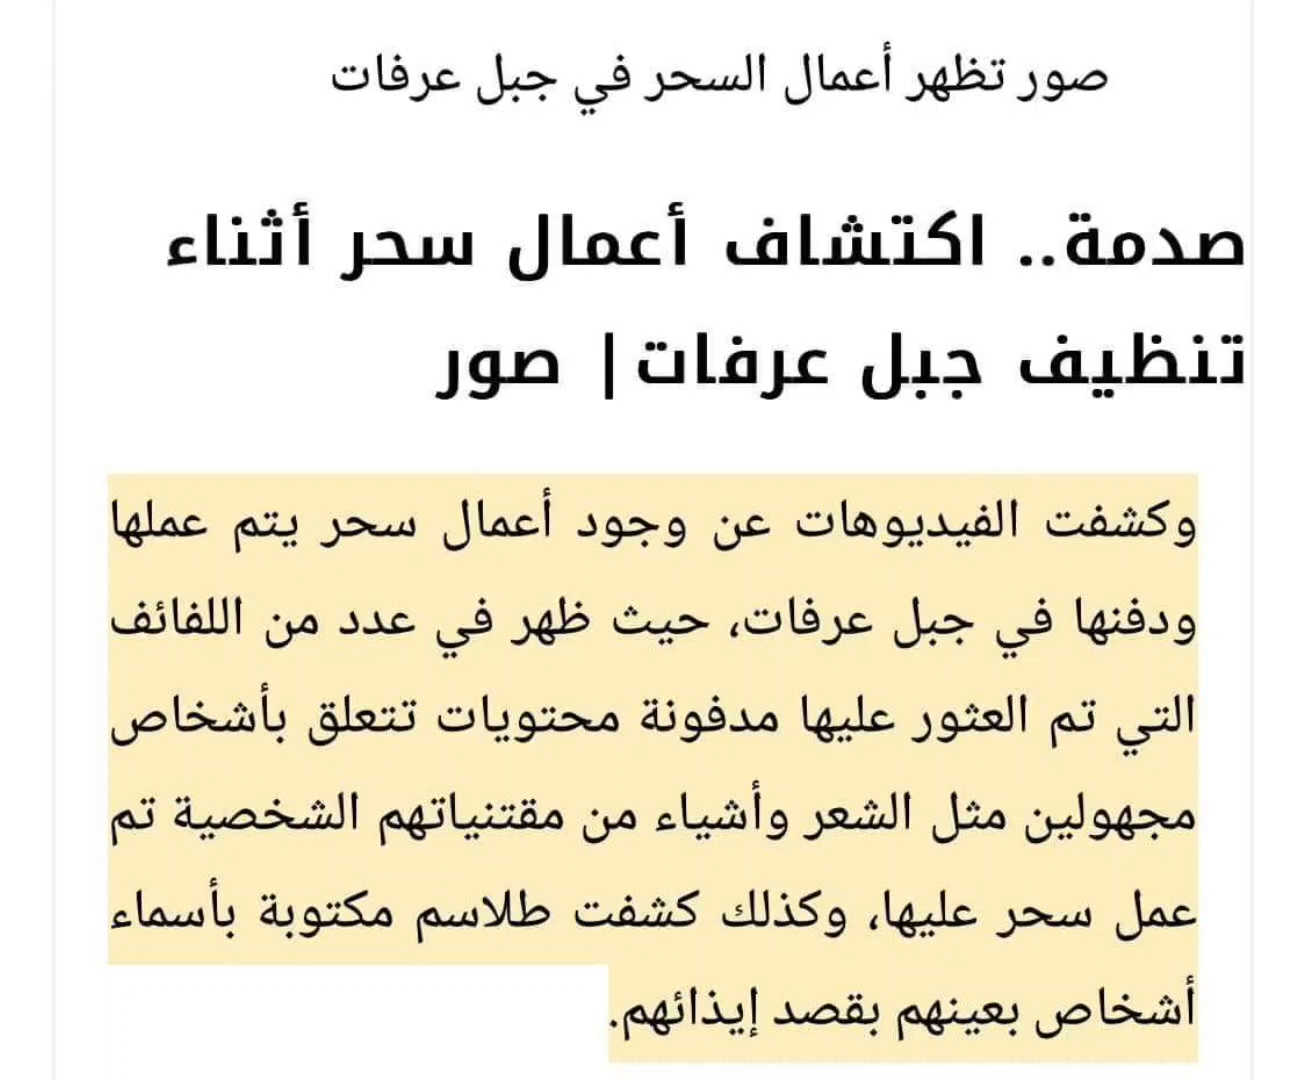 صور تظهر أعمال السحر في جبل عرفات
صدمة.. اكتشاف أعمال سحر أثناء
تنظيف جبل عرفات| صور
وكشفت الفيديوهات عن وجود أعمال سحر يتم عملها
ودفنها في جبل عرفات، حيث ظهر في عدد من اللفائف
التي تم العثور عليها مدفونة محتويات تتعلق بأشخاص
مجهولين مثل الشعر وأشياء من مقتنياتهم الشخصية تم
عمل سحر عليها، وكذلك كشفت طلاسم مكتوبة بأسماء
أشخاص بعينهم بقصد إيذائهم.